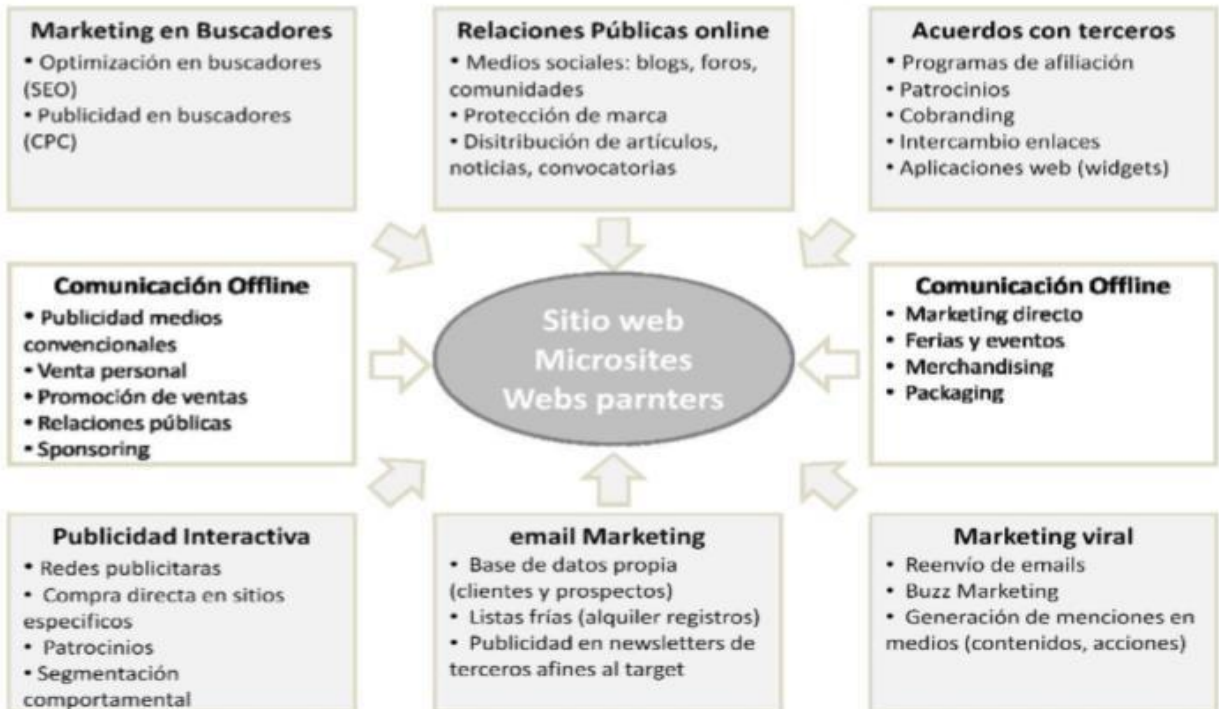 Marketing en Buscadores
• Optimización en buscadores
(SEO)
• Publicidad en buscadores
(CPC)
Relaciones Públicas online
• Medios sociales: blogs, foros,
comunidades
• Protección de marca
• Disitribución de artículos,
noticias, convocatorias
Acuerdos con terceros
• Programas de afiliación
• Patrocinios
• Cobranding
• Intercambio enlaces
• Aplicaciones web (widgets)
Comunicación Offline
• Publicidad medios
convencionales
• Venta personal
• Promoción de ventas
• Relaciones públicas
• Sponsoring
Sitio web
Microsites
Webs parnters
Comunicación Offline
• Marketing directo
• Ferias y eventos
• Merchandising
• Packaging
Publicidad Interactiva
• Redes publicitaras
• Compra directa en sitios
especificos
• Patrocinios
• Segmentación
comportamental
email Marketing
• Base de datos propia
(clientes y prospectos)
• Listas frías (alquiler registros)
• Publicidad en newsletters de
terceros afines al target
Marketing viral
• Reenvío de emails
• Buzz Marketing
• Generación de menciones en
medios (contenidos, acciones)